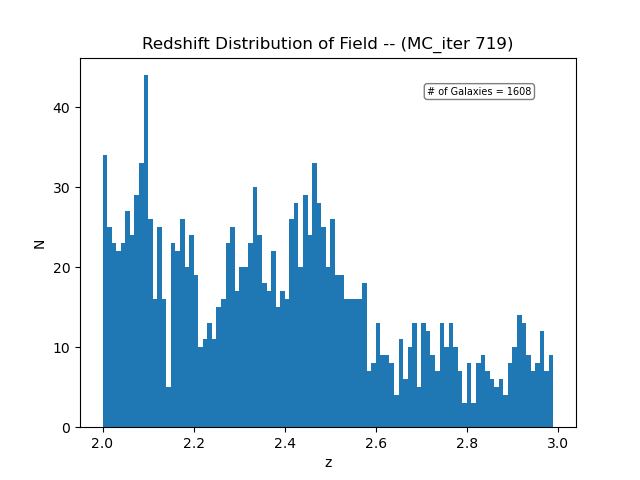 Redshift Distribution of Field -- (MC_iter 719)
# of Galaxies = 1608
40
30
20
10
0
N
2.0 2.2 2.4 2.6 2.8 3.0
z